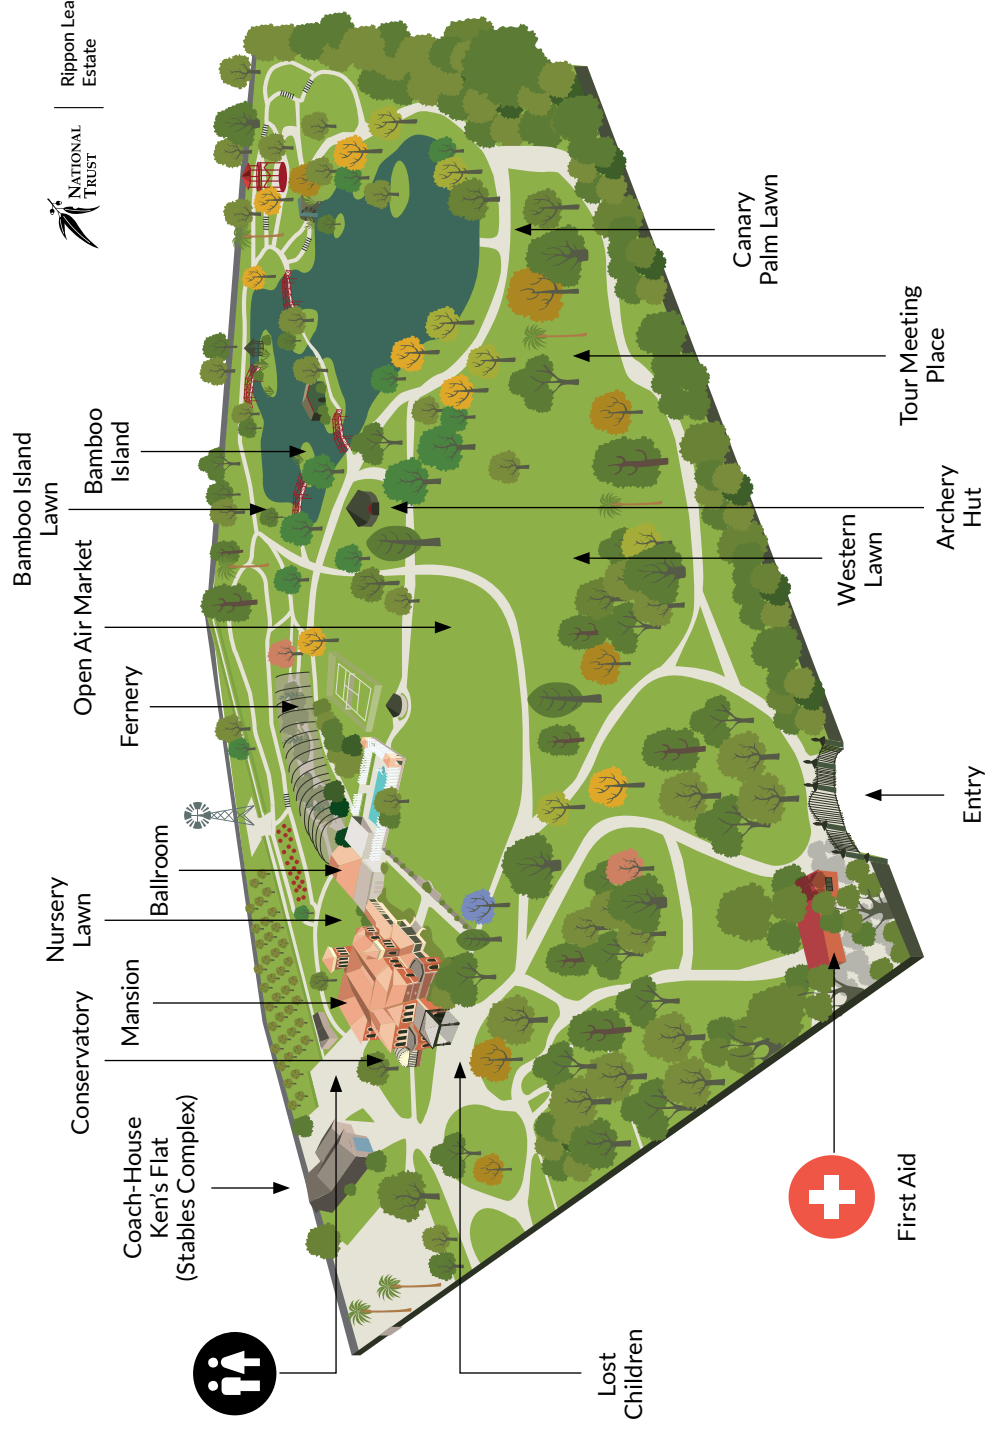 NATIONAL
TRUST
Rippon Lea
Estate
Bamboo Island
Lawn
Bamboo
Island
Open Air Market
Fernery
Ballroom
Nursery
Lawn
Mansion
Conservatory
Coach-House
Ken's Flat
(Stables Complex)
Canary
Palm Lawn
Tour Meeting
Place
Archery
Hut
Western
Lawn
Entry
First Aid
Lost
Children